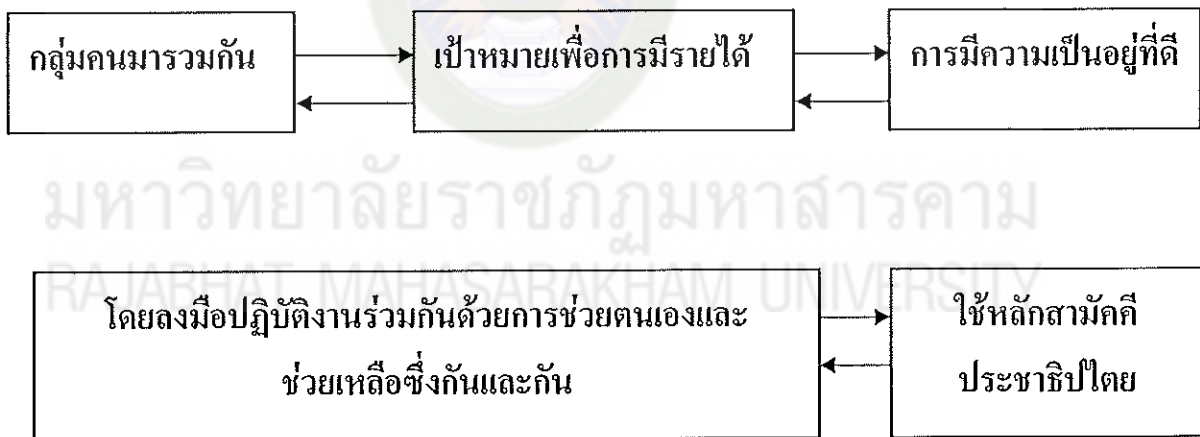 กลุ่มคนมารวมกัน
เป้าหมายเพื่อการมีรายได้
การมีความเป็นอยู่ที่ดี
มหาวิทยาลัยราชภัฏมหาสารคาม
RAJABHAT MAHASARAKHAM UNIVERSITY
โดยลงมือปฏิบัติงานร่วมกันด้วยการช่วยตนเองและ
ช่วยเหลือซึ่งกันและกัน
ใช้หลักสามัคคี
ประชาธิปไตย